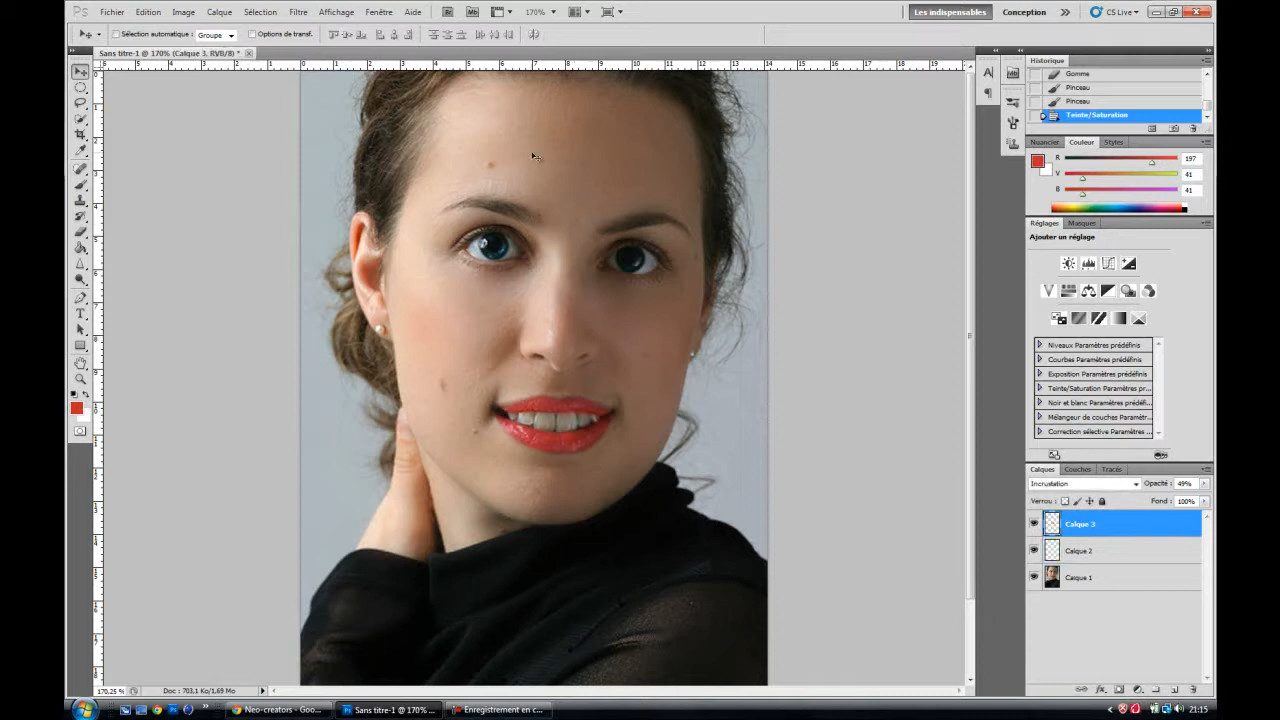 Ps Fichier Edition Image Calque Sélection Filtre Affichage Fenêtre Aide Br Mb 170% Les indispensables Conception CS Live
Sélection automatique : Groupe Options de transf.
Sans titre-1 @ 170% (Calque 3, RVB/8) *
Historique
Gomme
Pinceau
Pinceau
Teinte/Saturation
Nuancier Couleur Styles
R 197
V 41
B 41
Réglages Masques
Ajouter un réglage
Niveaux Paramètres prédéfinis
Courbes Paramètres prédéfinis
Exposition Paramètres prédéfinis
Teinte/Saturation Paramètres pr...
Noir et blanc Paramètres prédéfi...
Mélangeur de couches Paramétr...
Correction sélective Paramètres ...
Calques Couches Tracés
Incrustation Opacité : 49%
Verrou : Fond : 100%
Calque 3
Calque 2
Calque 1
170,25 % Doc : 703,1 Ko/1,69 Mo
Neo-creators - Goo... Sans titre-1 @ 170%... Enregistrement en c... 21:15